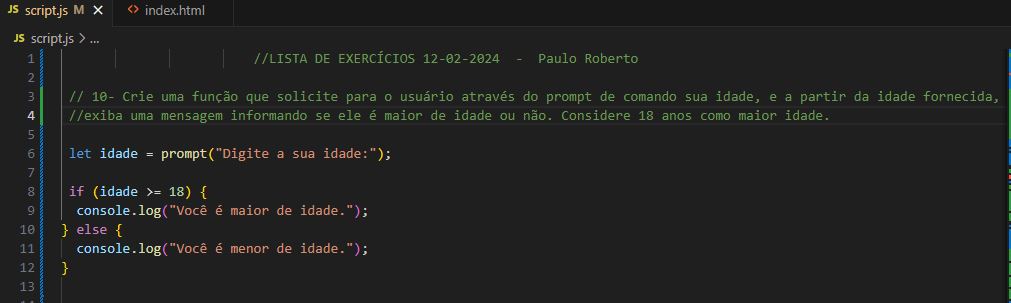 JS script.js M × <> index.html
JS script.js > ...
1 //LISTA DE EXERCÍCIOS 12-02-2024 - Paulo Roberto
2
3 // 10- Crie uma função que solicite para o usuário através do prompt de comando sua idade, e a partir da idade fornecida,
4 //exiba uma mensagem informando se ele é maior de idade ou não. Considere 18 anos como maior idade.
5
6 let idade = prompt("Digite a sua idade:");
7
8 if (idade >= 18) {
9 console.log("Você é maior de idade.");
10 } else {
11 console.log("Você é menor de idade.");
12 }
13
14